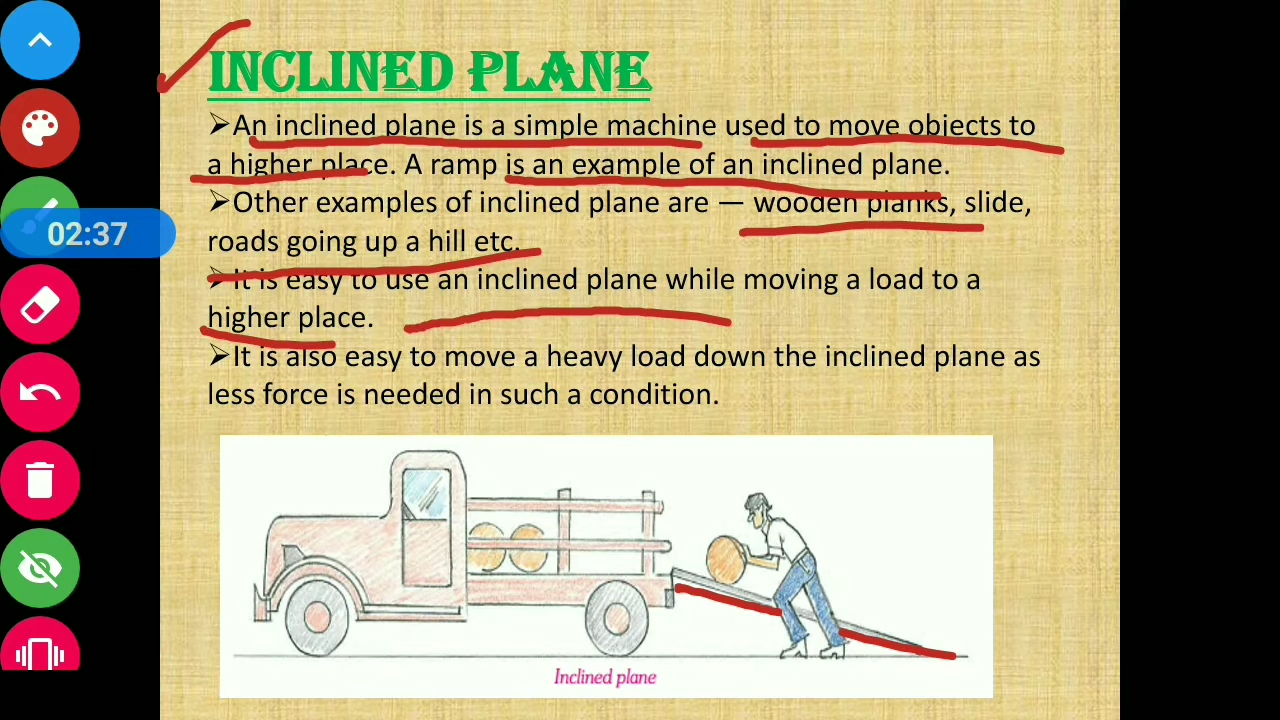 INCLINED PLANE
➢An inclined plane is a simple machine used to move objects to
a higher place. A ramp is an example of an inclined plane.
➢Other examples of inclined plane are — wooden planks, slide,
roads going up a hill etc.
➢It is easy to use an inclined plane while moving a load to a
higher place.
➢It is also easy to move a heavy load down the inclined plane as
less force is needed in such a condition.
02:37
Inclined plane